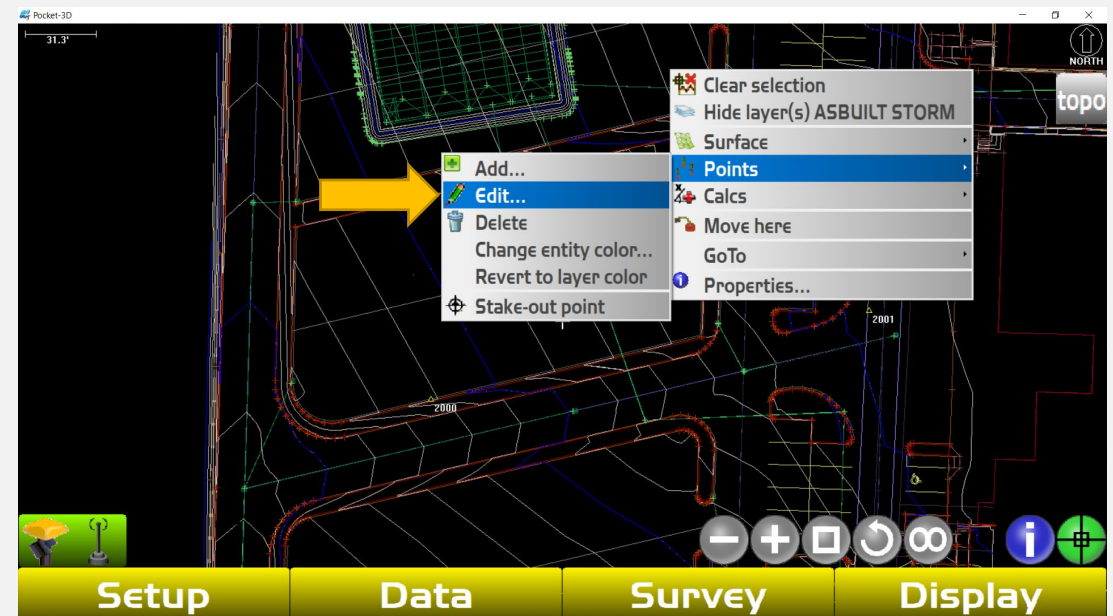 Pocket-3D
31.3'
NORTH
topo
Clear selection
Hide layer(s) ASBUILT STORM
Surface
Points
Calcs
Move here
GoTo
Properties...
Add...
Edit...
Delete
Change entity color...
Revert to layer color
Stake-out point
2001
2000
Setup
Data
Survey
Display